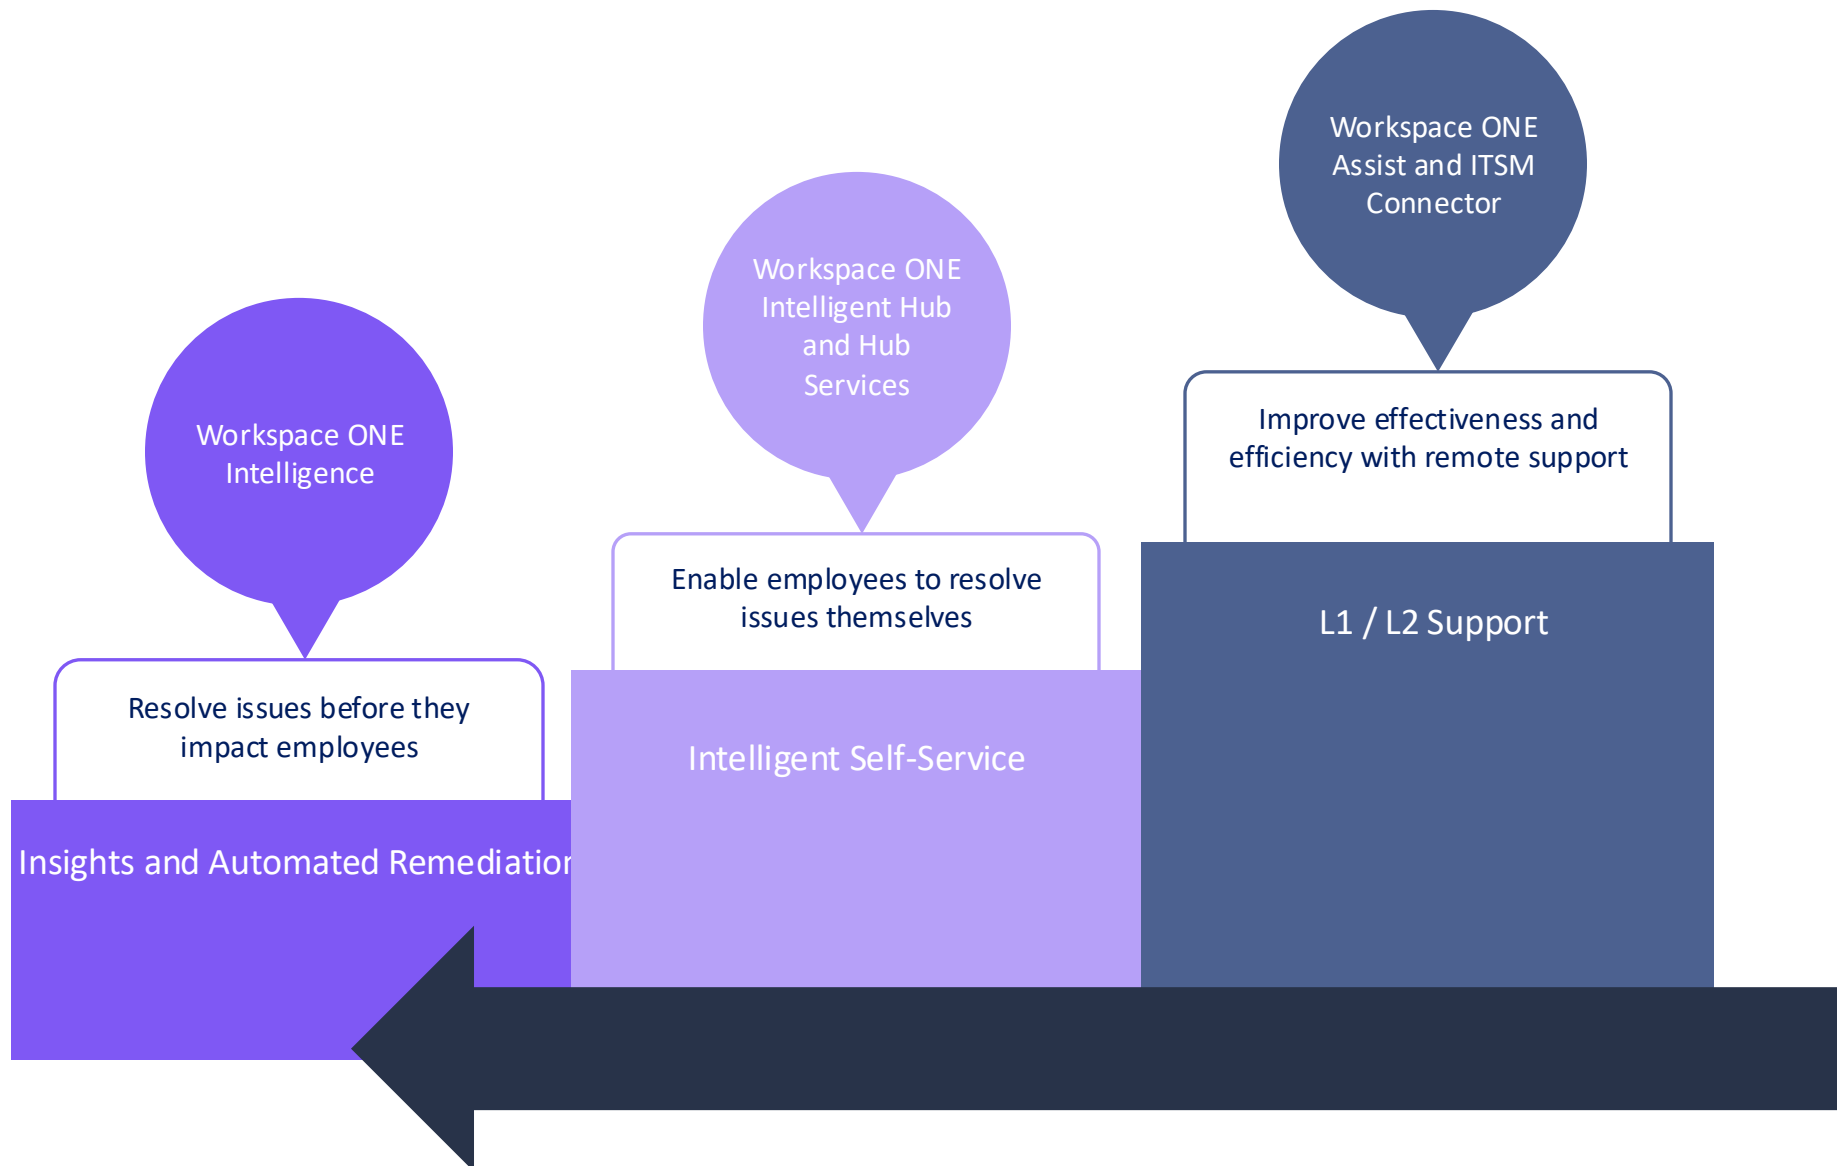 Workspace ONE
Intelligence
Resolve issues before they
impact employees
Insights and Automated Remediation
Workspace ONE
Intelligent Hub
and Hub
Services
Enable employees to resolve
issues themselves
Intelligent Self-Service
Workspace ONE
Assist and ITSM
Connector
Improve effectiveness and
efficiency with remote support
L1 / L2 Support